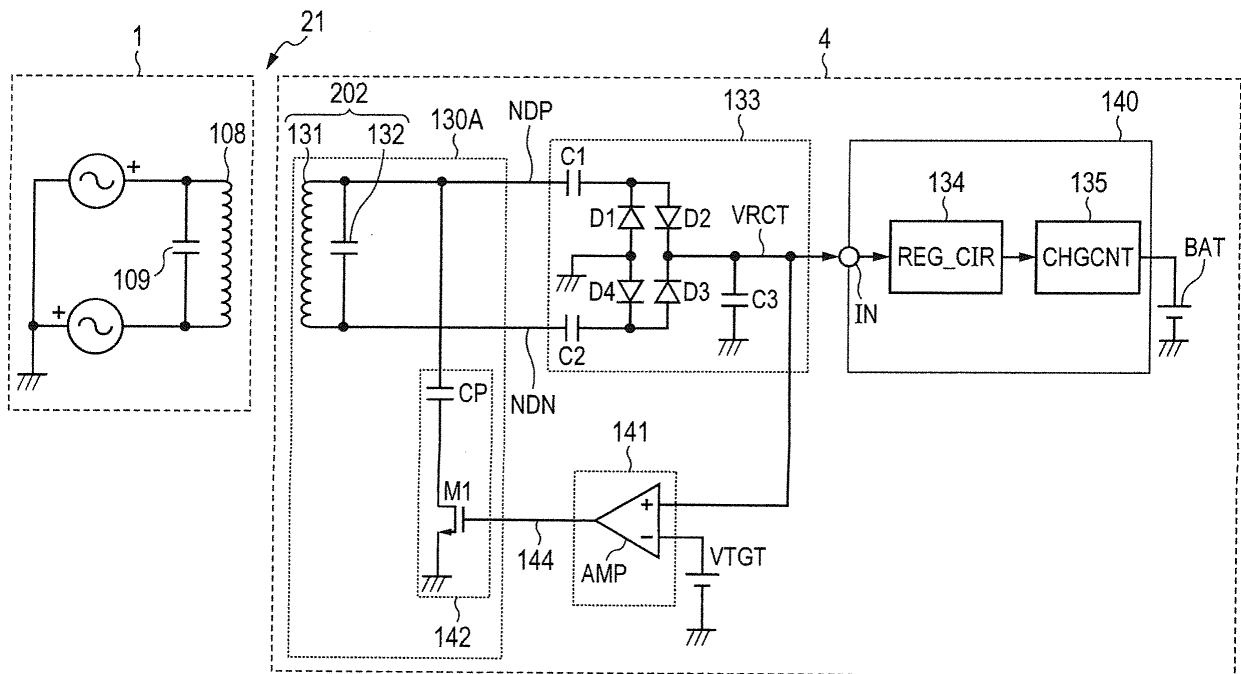 21
1
4
202
131
132
130A
NDP
133
140
108
C1
134
135
+
D1
D2
VRCT
BAT
109
REG_CIR
CHGCNT
+
D4
D3
C3
IN
C2
CP
NDN
141
M1
+
-
144
AMP
VTGT
142